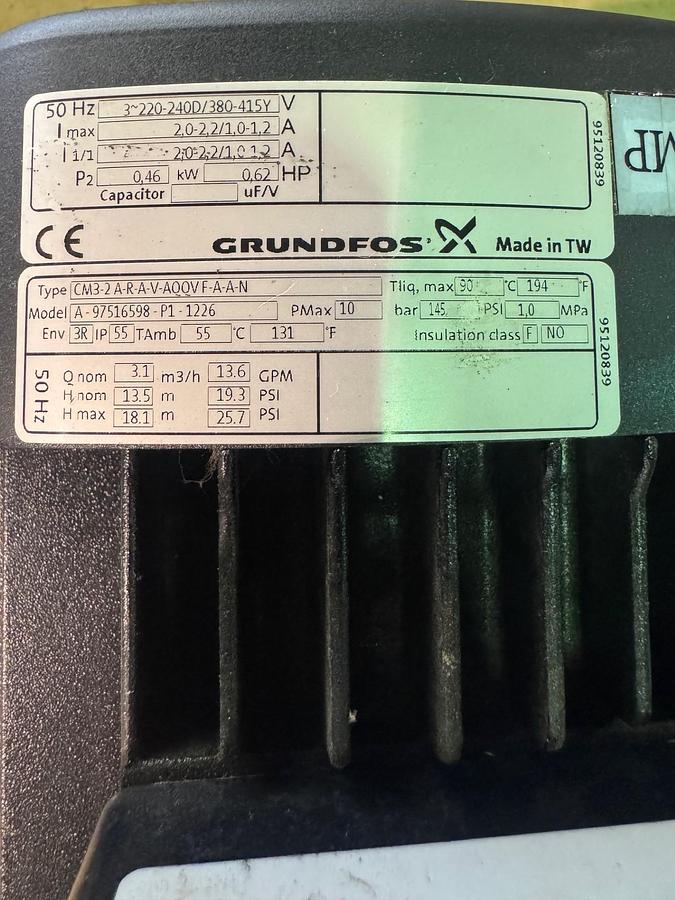 50 Hz 3~220-240D/380-415Y V
I max 2,0-2,2/1,0-1,2 A
I 1/1 2,0-2,2/1,0-1,2 A
P2 0,46 kW 0,62 HP
Capacitor uF/V
95120839
MP
CE GRUNDFOS Made in TW
Type CM3-2 A-R-A-V-AQQV F-A-A-N Tliq, max 90 °C 194 °F
Model A - 97516598 - P1 - 1226 PMax 10 bar 145 PSI 1,0 MPa
Env 3R IP 55 TAmb 55 °C 131 °F Insulation class F NO
50 Hz
Q nom 3.1 m3/h 13.6 GPM
H nom 13.5 m 19.3 PSI
H max 18.1 m 25.7 PSI
95120839